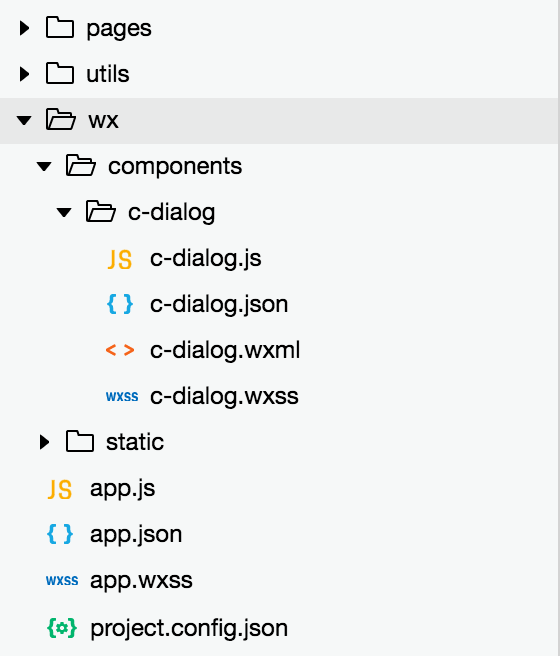 pages
utils
wx
components
c-dialog
JS c-dialog.js
{ } c-dialog.json
< > c-dialog.wxml
wxss c-dialog.wxss
static
JS app.js
{ } app.json
wxss app.wxss
project.config.json